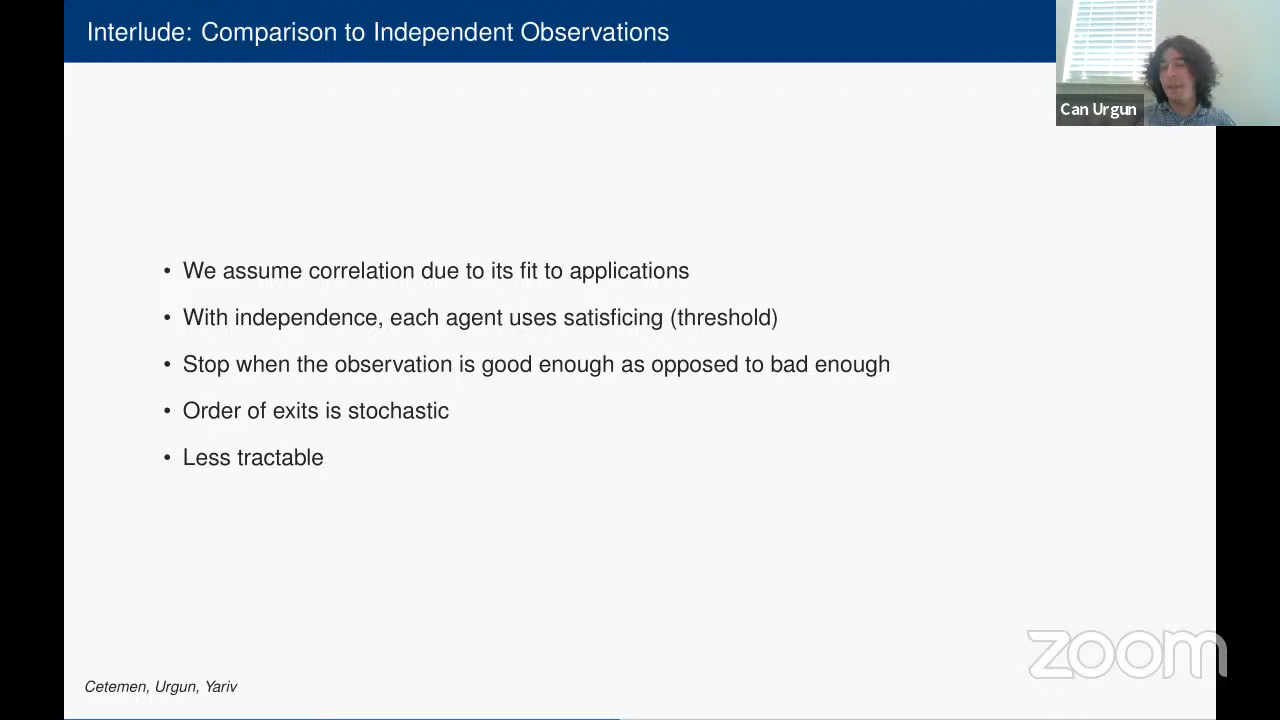 Interlude: Comparison to Independent Observations
Can Urgun
• We assume correlation due to its fit to applications
• With independence, each agent uses satisficing (threshold)
• Stop when the observation is good enough as opposed to bad enough
• Order of exits is stochastic
• Less tractable
zoom
Cetemen, Urgun, Yariv